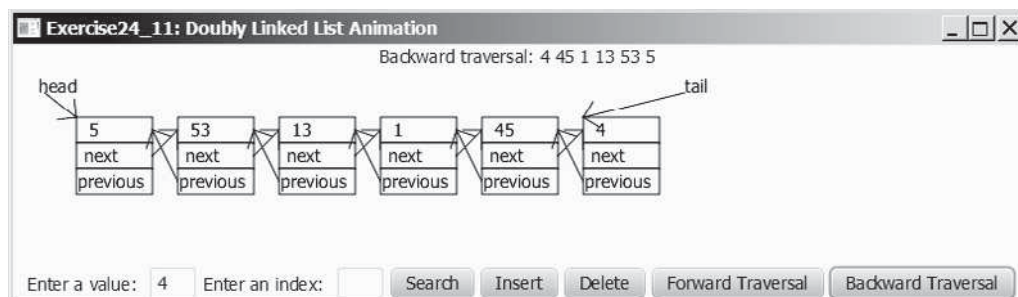 Exercise24_11: Doubly Linked List Animation
Backward traversal: 4 45 1 13 53 5
head tail
5 53 13 1 45 4
next next next next next next
previous previous previous previous previous previous
Enter a value: 4 Enter an index: Search Insert Delete Forward Traversal Backward Traversal